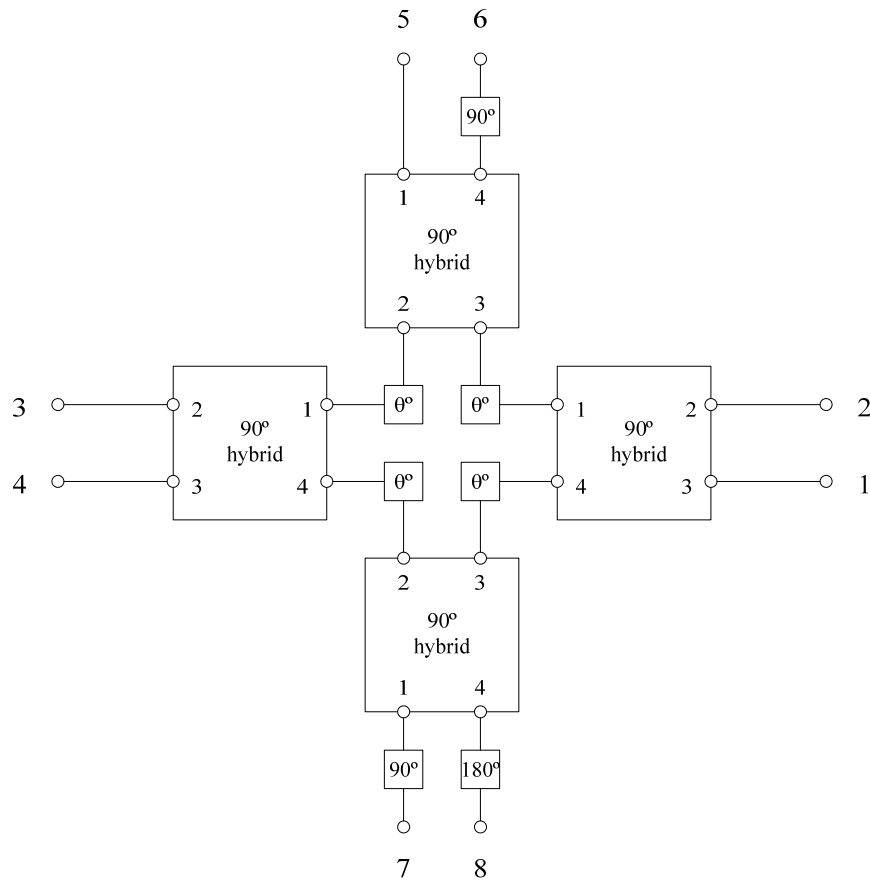 5 6
90º
1 4
90º
hybrid
2 3
3 2 1 θº θº 1 2 2
90º
hybrid
90º
hybrid
4 3 4 θº θº 4 3 1
2 3
90º
hybrid
1 4
90º 180º
7 8